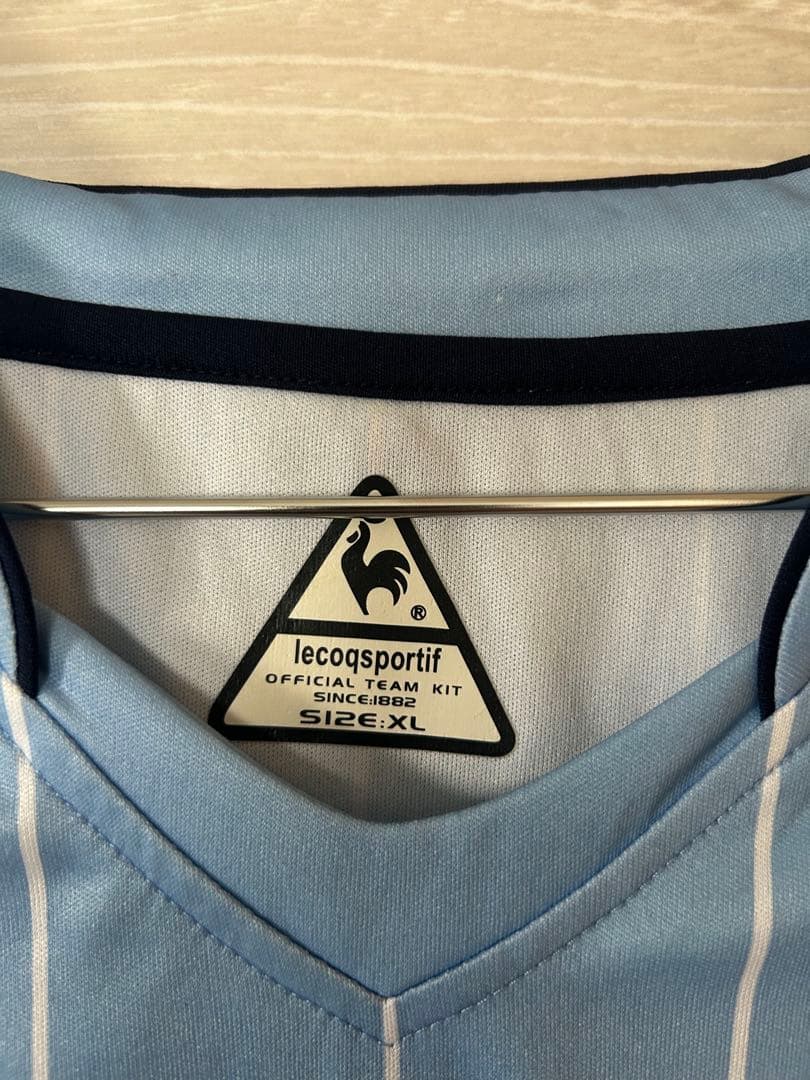 ®
lecoqsportif
OFFICIAL TEAM KIT
SINCE:1882
SIZE:XL